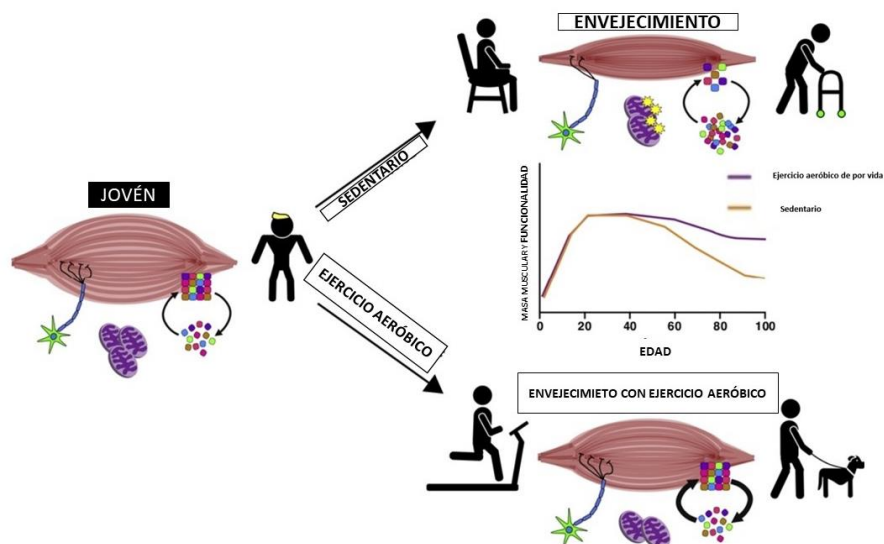 ENVEJECIMIENTO
JOVÉN
SEDENTARIO
EJERCICIO AERÓBICO
MASA MUSCULAR Y FUNCIONALIDAD
Ejercicio aeróbico de por vida
Sedentario
0 20 40 60 80 100
EDAD
ENVEJECIMIETO CON EJERCICIO AERÓBICO